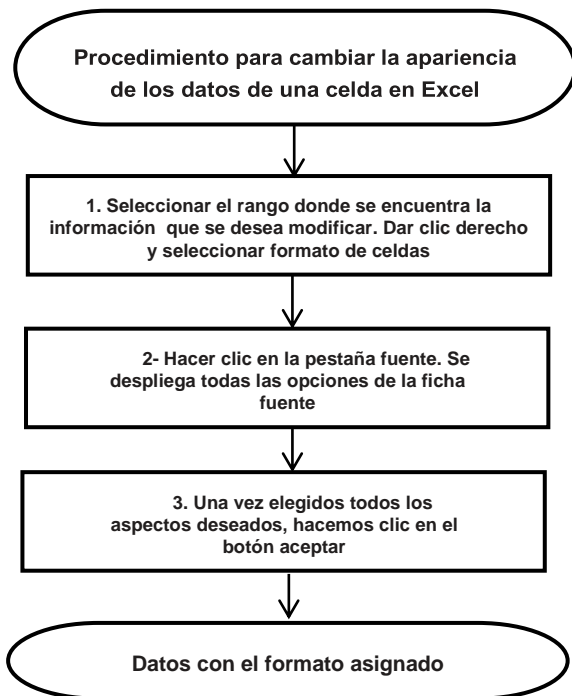 Procedimiento para cambiar la apariencia
de los datos de una celda en Excel
1. Seleccionar el rango donde se encuentra la
información que se desea modificar. Dar clic derecho
y seleccionar formato de celdas
2- Hacer clic en la pestaña fuente. Se
despliega todas las opciones de la ficha
fuente
3. Una vez elegidos todos los
aspectos deseados, hacemos clic en el
botón aceptar
Datos con el formato asignado